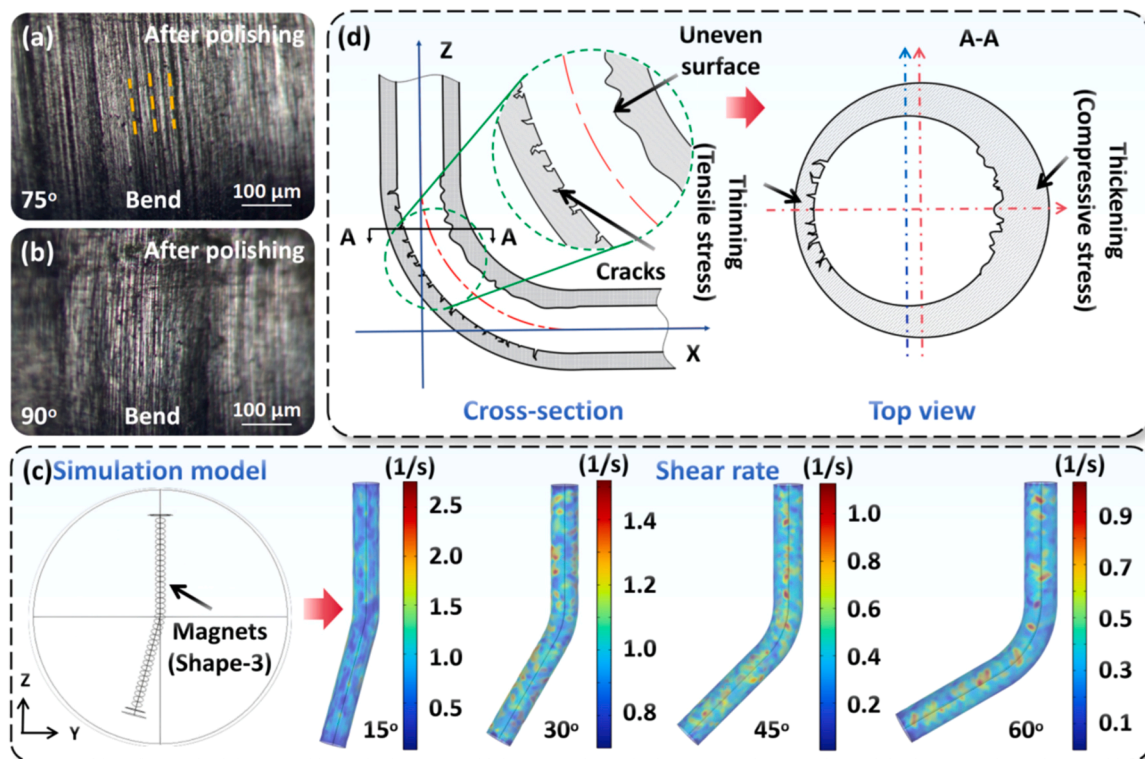 (a)
After polishing
75°
Bend
100 µm
(b)
After polishing
90°
Bend
100 µm
(d)
Z
Uneven
surface
A
A
Cracks
X
Cross-section
Thinning
(Tensile stress)
A-A
Thickening
(Compressive stress)
Top view
(c)
Simulation model
Magnets
(Shape-3)
Z
Y
Shear rate
(1/s)
2.5
2.0
1.5
1.0
0.5
15°
(1/s)
1.4
1.2
1.0
0.8
30°
(1/s)
1.0
0.8
0.6
0.4
0.2
45°
(1/s)
0.9
0.7
0.5
0.3
0.1
60°